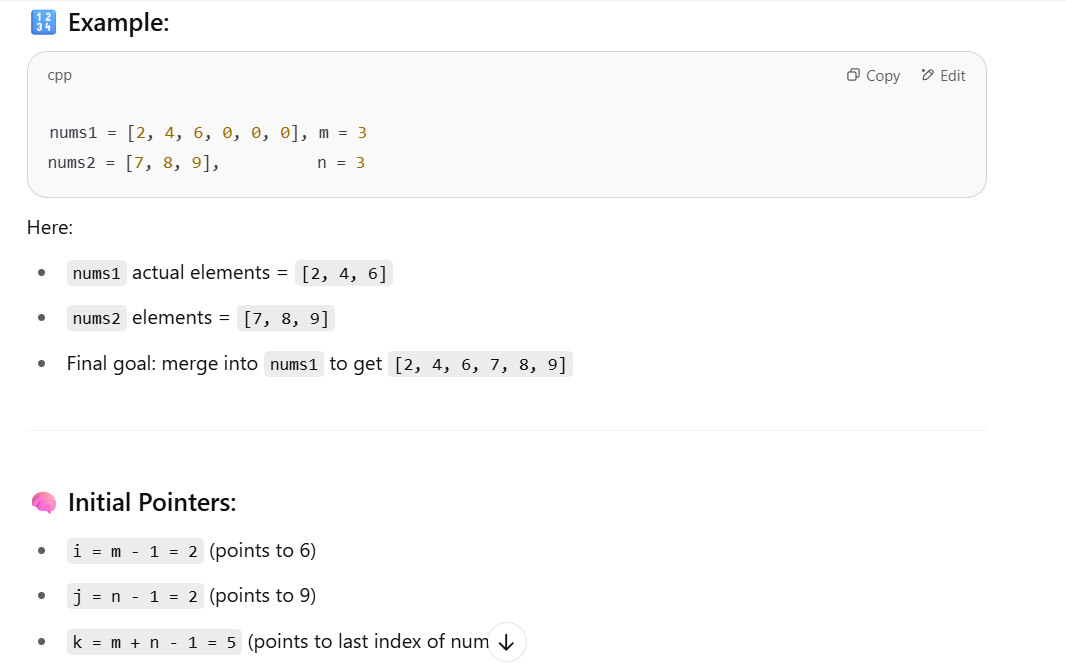 🔢 Example:
cpp
Copy
Edit
nums1 = [2, 4, 6, 0, 0, 0], m = 3
nums2 = [7, 8, 9],          n = 3
Here:
• nums1 actual elements = [2, 4, 6]
• nums2 elements = [7, 8, 9]
• Final goal: merge into nums1 to get [2, 4, 6, 7, 8, 9]
🧠 Initial Pointers:
• i = m - 1 = 2 (points to 6)
• j = n - 1 = 2 (points to 9)
• k = m + n - 1 = 5 (points to last index of num